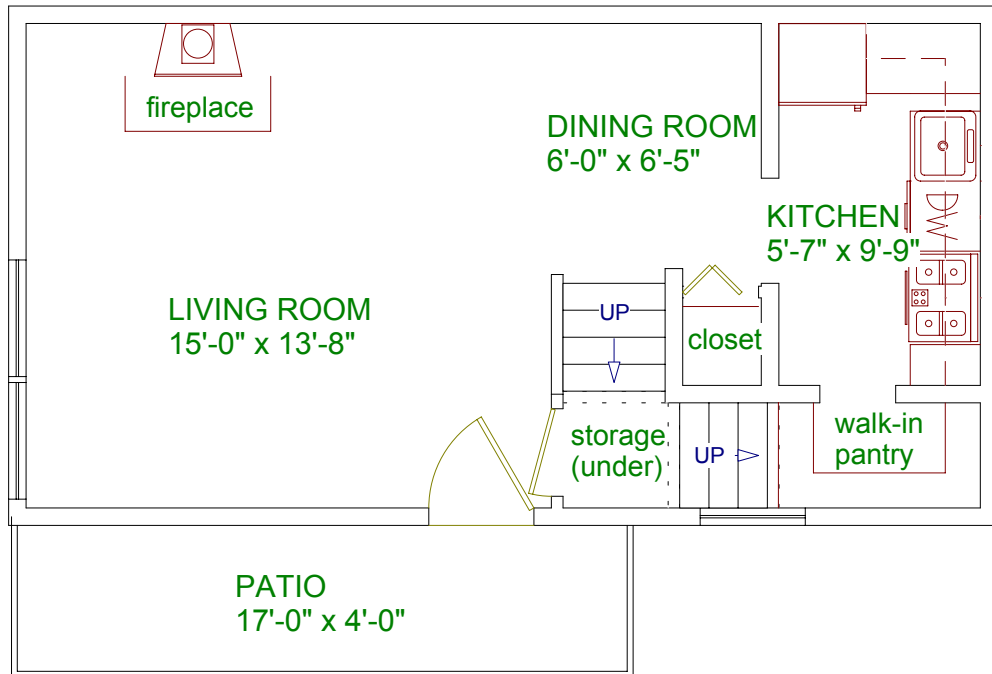 fireplace
DINING ROOM
6'-0" x 6'-5"
KITCHEN
5'-7" x 9'-9"
DW
LIVING ROOM
15'-0" x 13'-8"
UP
closet
storage
(under)
UP
walk-in
pantry
PATIO
17'-0" x 4'-0"